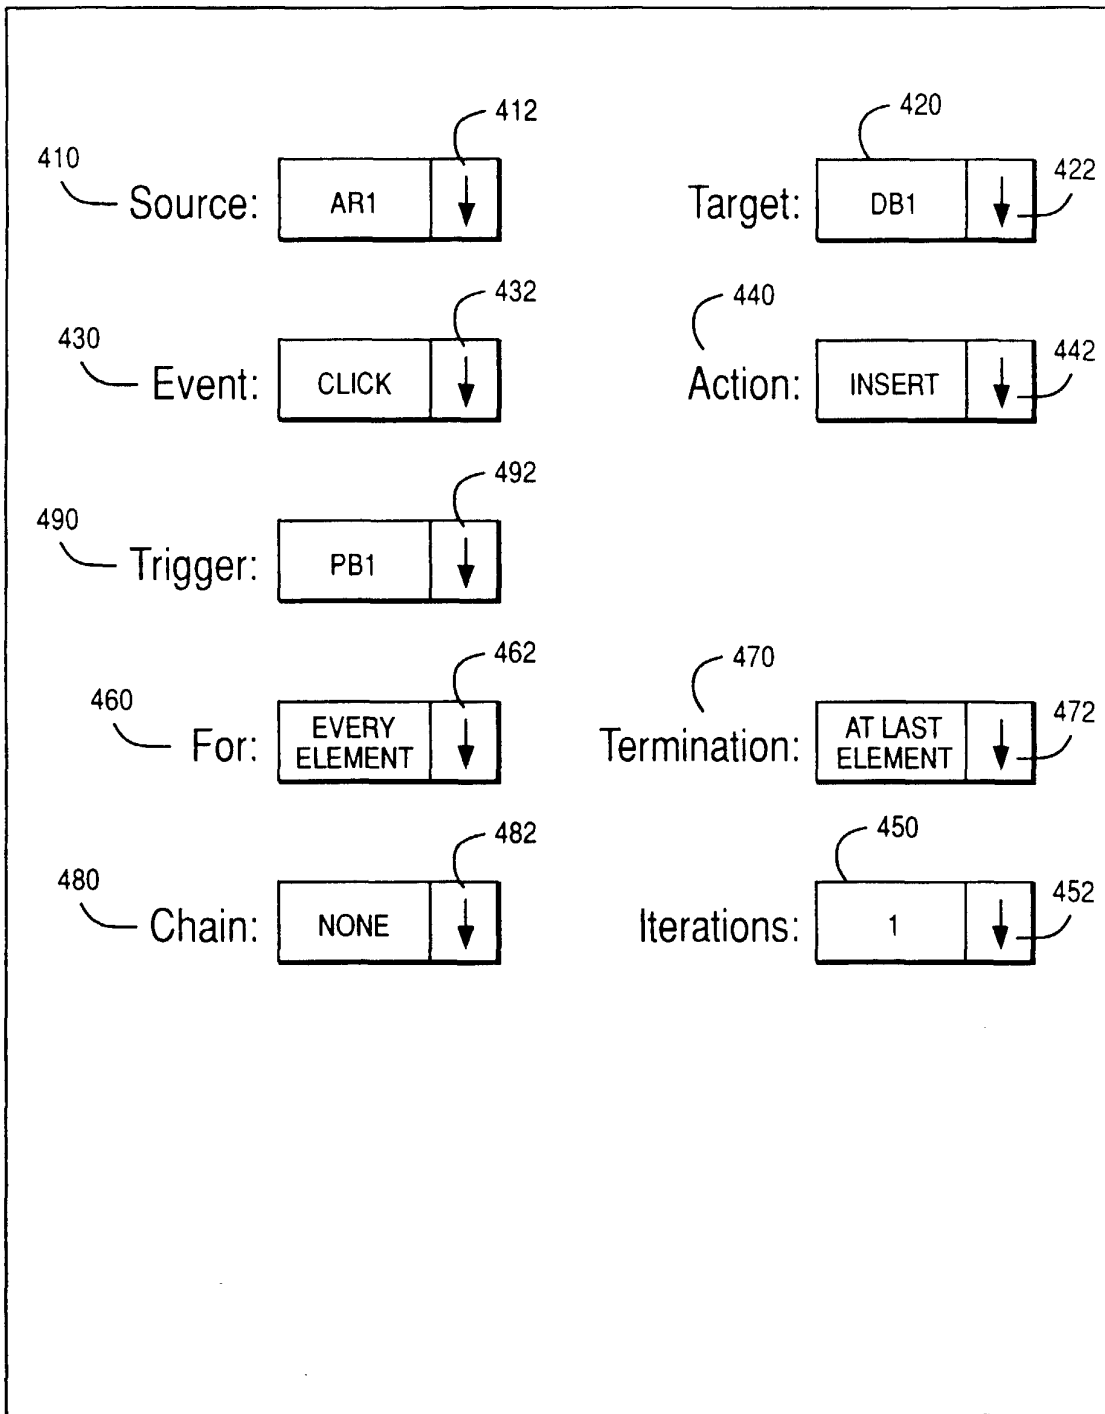 412
420
410
Source: AR1
Target: DB1
422
432
440
430
Event: CLICK
Action: INSERT
442
492
490
Trigger: PB1
462
470
460
For: EVERY
ELEMENT
Termination: AT LAST
ELEMENT
472
482
450
480
Chain: NONE
Iterations: 1
452